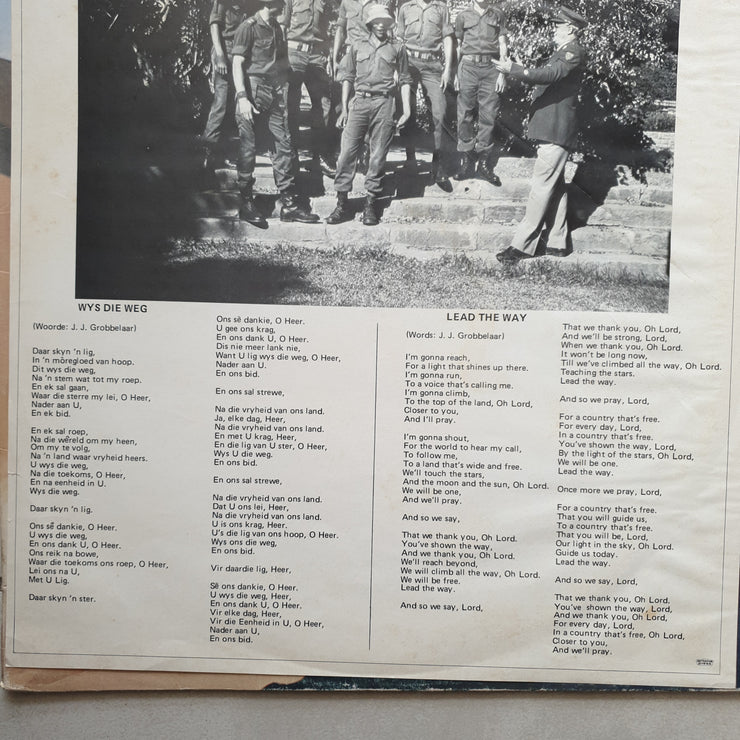 WYS DIE WEG
(Woorde: J. J. Grobbelaar)
Daar skyn 'n lig,
In 'n môregloed van hoop.
Dit wys die weg,
Na 'n stem wat tot my roep.
En ek sal gaan,
Waar die sterre my lei, O Heer,
Nader aan U,
En ek bid.
En ek sal roep,
Na die wêreld om my heen,
Om my te volg,
Na 'n land waar vryheid heers.
U wys die weg,
Na die toekoms, O Heer,
En na eenheid in U.
Wys die weg.
Daar skyn 'n lig.
Ons sê dankie, O Heer.
U wys die weg,
En ons dank U, O Heer.
Ons reik na bowe,
Waar die toekoms ons roep, O Heer,
Lei ons na U,
Met U Lig.
Daar skyn 'n ster.
Ons sê dankie, O Heer.
U gee ons krag,
En ons dank U, O Heer.
Dis nie meer lank nie,
Want U lig wys die weg, O Heer,
Nader aan U.
En ons bid.
En ons sal strewe,
Na die vryheid van ons land.
Ja, elke dag, Heer,
Na die vryheid van ons land.
En met U krag, Heer,
En die lig van U ster, O Heer,
Wys U die weg.
En ons bid.
En ons sal strewe,
Na die vryheid van ons land.
Dat U ons lei, Heer,
Na die vryheid van ons land.
U is ons krag, Heer.
U's die lig van ons hoop, O Heer.
Wys ons die weg,
En ons bid.
Vir daardie lig, Heer,
Sê ons dankie, O Heer.
U wys die weg, Heer,
En ons dank U, O Heer.
Vir elke dag, Heer,
Vir die Eenheid in U, O Heer,
Nader aan U,
En ons bid.
LEAD THE WAY
(Words: J. J. Grobbelaar)
I'm gonna reach,
For a light that shines up there.
I'm gonna run,
To a voice that's calling me.
I'm gonna climb,
To the top of the land, Oh Lord,
Closer to you,
And I'll pray.
I'm gonna shout,
For the world to hear my call,
To follow me,
To a land that's wide and free.
We'll touch the stars,
And the moon and the sun, Oh Lord.
We will be one,
And we'll pray.
And so we say,
That we thank you, Oh Lord.
You've shown the way,
And we thank you, Oh Lord.
We'll reach beyond,
We will climb all the way, Oh Lord.
We will be free.
Lead the way.
And so we say, Lord,
That we thank you, Oh Lord,
And we'll be strong, Lord,
When we thank you, Oh Lord.
It won't be long now,
Till we've climbed all the way, Oh Lord.
Teaching the stars.
Lead the way.
And so we pray, Lord,
For a country that's free.
For every day, Lord,
In a country that's free.
You've shown the way, Lord,
By the light of the stars, Oh Lord,
We will be one.
Lead the way.
Once more we pray, Lord,
For a country that's free.
That you will guide us,
To a country that's free.
That you will be, Lord,
Our light in the sky, Oh Lord,
Guide us today.
Lead the way.
And so we say, Lord,
That we thank you, Oh Lord,
You've shown the way, Lord,
And we thank you, Oh Lord.
For every day, Lord,
In a country that's free, Oh Lord,
Closer to you,
And we'll pray.